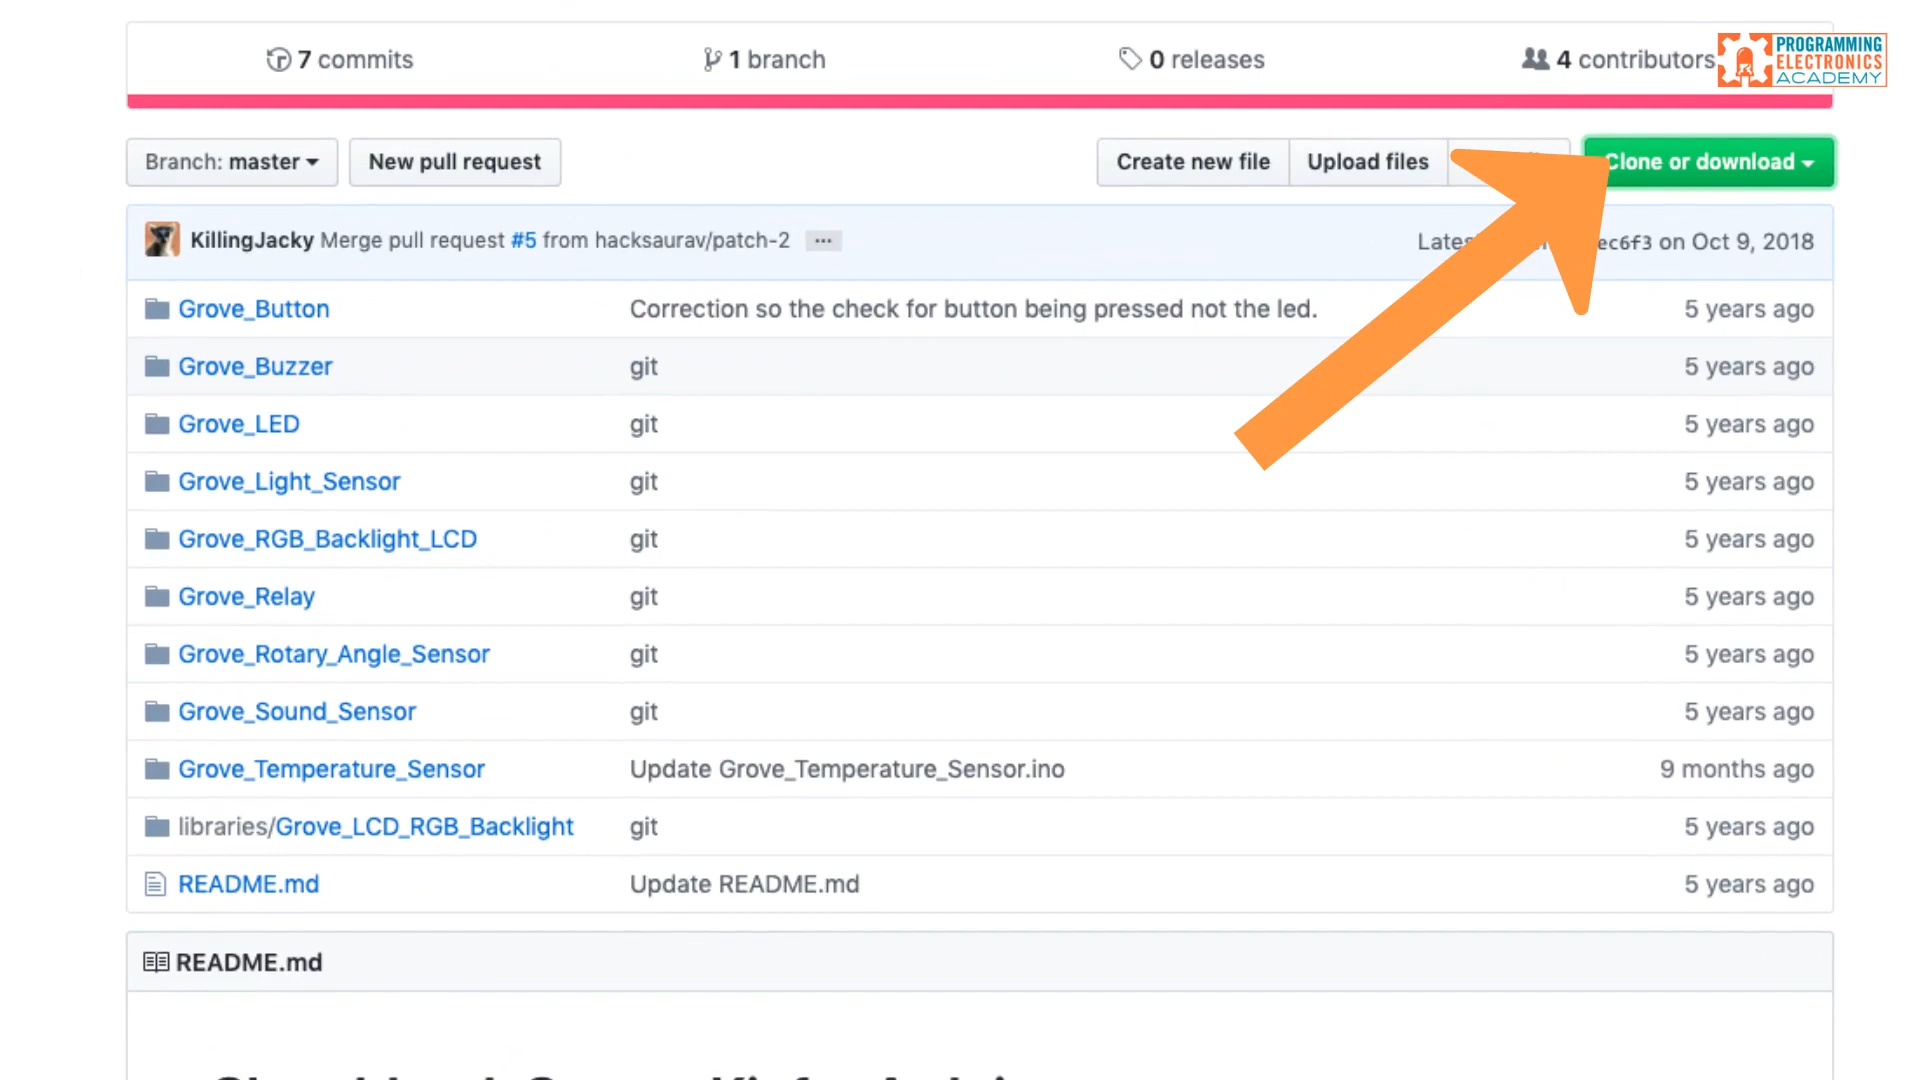 7 commits
1 branch
0 releases
4 contributors
PROGRAMMING
ELECTRONICS
ACADEMY
Branch: master
New pull request
Create new file
Upload files
Clone or download
KillingJacky Merge pull request #5 from hacksaurav/patch-2 ...
ec6f3 on Oct 9, 2018
Grove_Button Correction so the check for button being pressed not the led. 5 years ago
Grove_Buzzer git 5 years ago
Grove_LED git 5 years ago
Grove_Light_Sensor git 5 years ago
Grove_RGB_Backlight_LCD git 5 years ago
Grove_Relay git 5 years ago
Grove_Rotary_Angle_Sensor git 5 years ago
Grove_Sound_Sensor git 5 years ago
Grove_Temperature_Sensor Update Grove_Temperature_Sensor.ino 9 months ago
libraries/Grove_LCD_RGB_Backlight git 5 years ago
README.md Update README.md 5 years ago
README.md